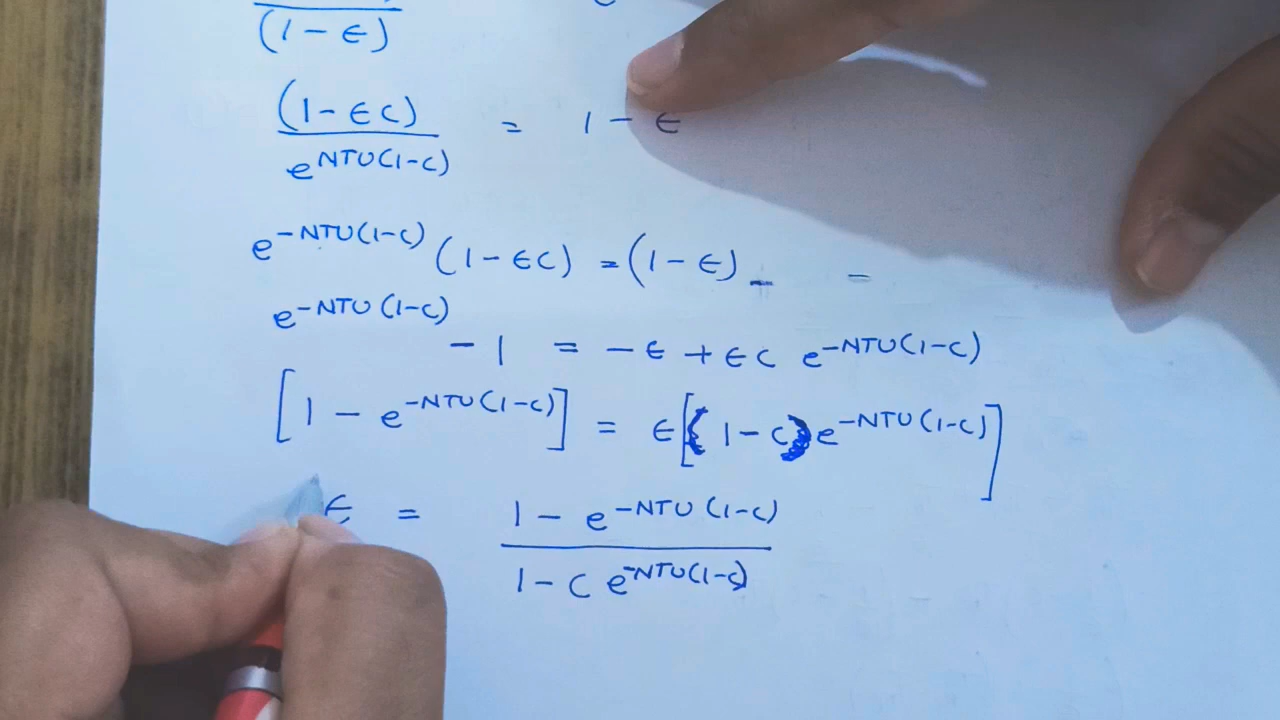 (1-ϵ)
(1-ϵC) / e^NTU(1-C) = 1-ϵ
e^-NTU(1-C) (1-ϵC) = (1-ϵ) - =
e^-NTU(1-C)
-1 = -ϵ + ϵC e^-NTU(1-C)
[1 - e^-NTU(1-C)] = ϵ[(1-C) e^-NTU(1-C)]
ϵ = 1 - e^-NTU(1-C) / 1 - C e^-NTU(1-C)